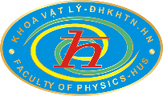 KHOA VẬT LÝ-ĐHKHTN-HN
ħ
FACULTY OF PHYSICS-HUS